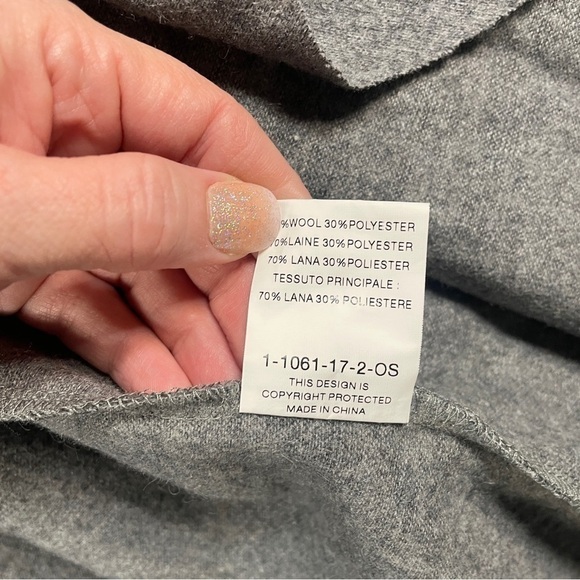 %WOOL 30%POLYESTER
0%LAINE 30%POLYESTER
70% LANA 30%POLIESTER
TESSUTO PRINCIPALE :
70% LANA 30% POLIESTERE
1-1061-17-2-OS
THIS DESIGN IS
COPYRIGHT PROTECTED
MADE IN CHINA